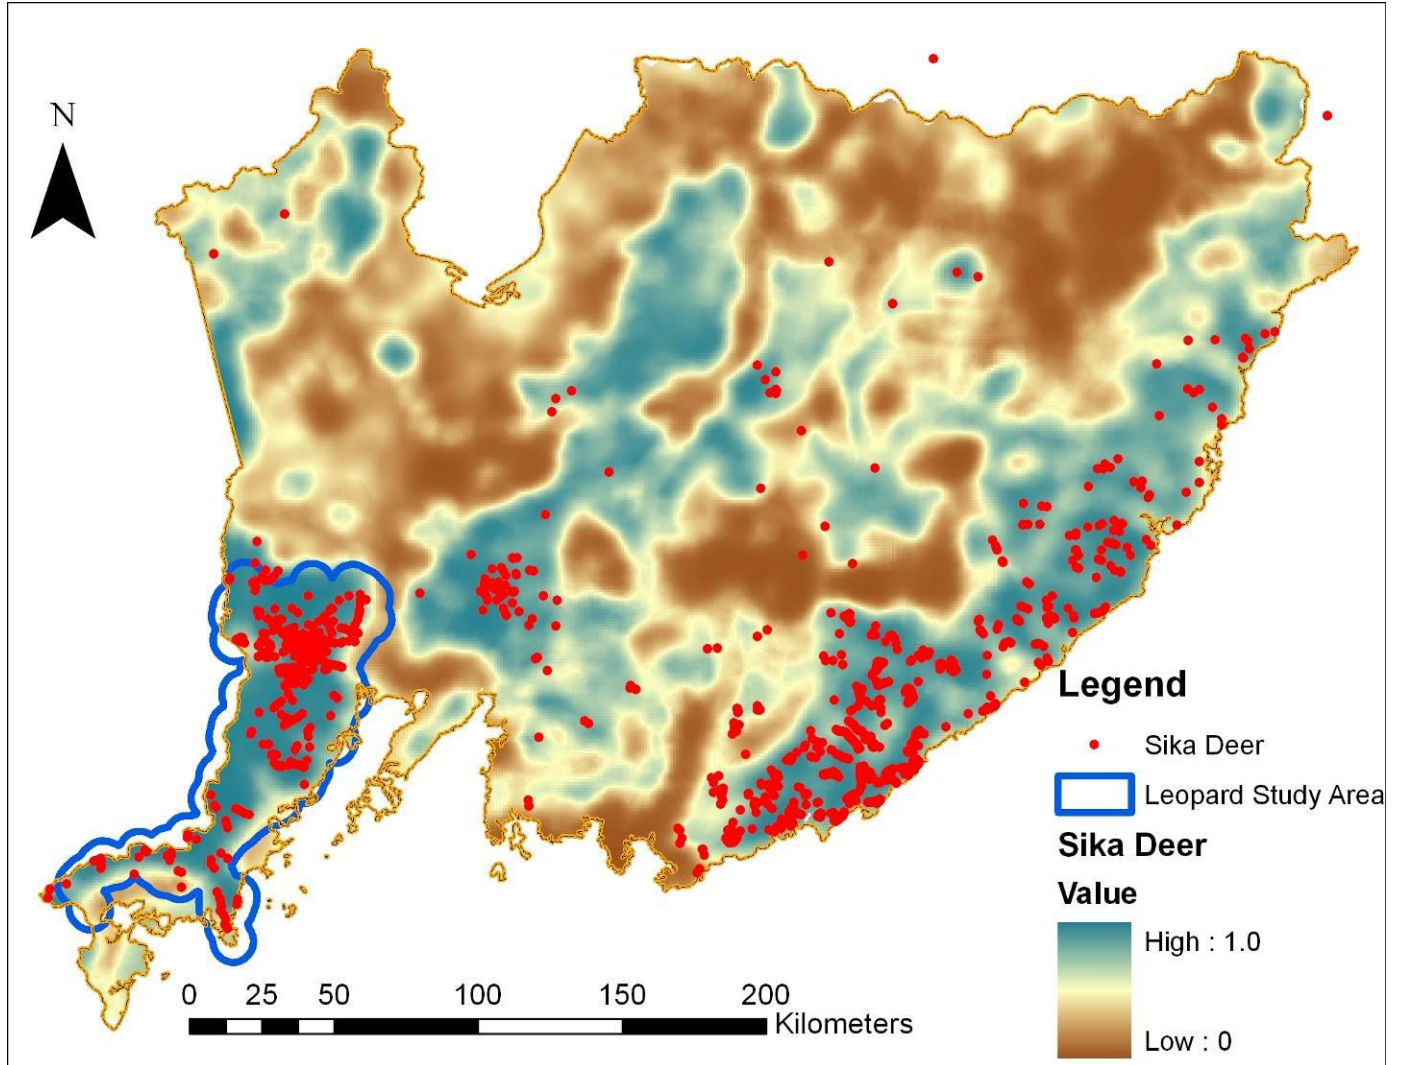 N
Legend
Sika Deer
Leopard Study Area
Sika Deer
Value
High : 1.0
Low : 0
0 25 50 100 150 200
Kilometers